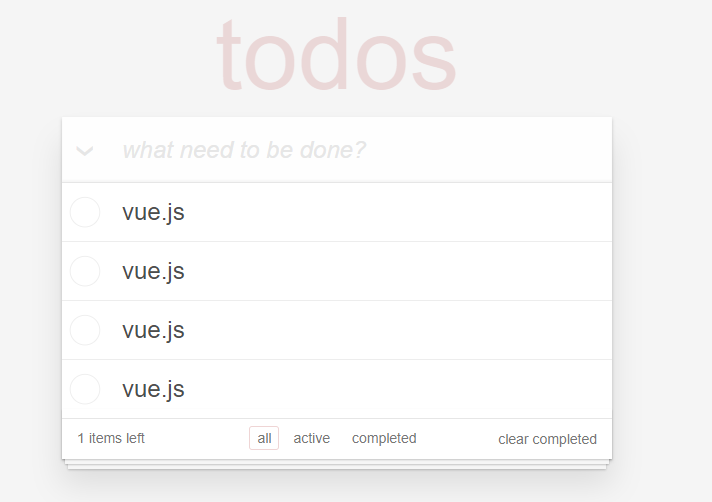 todos
what need to be done?
vue.js
vue.js
vue.js
vue.js
1 items left all active completed clear completed